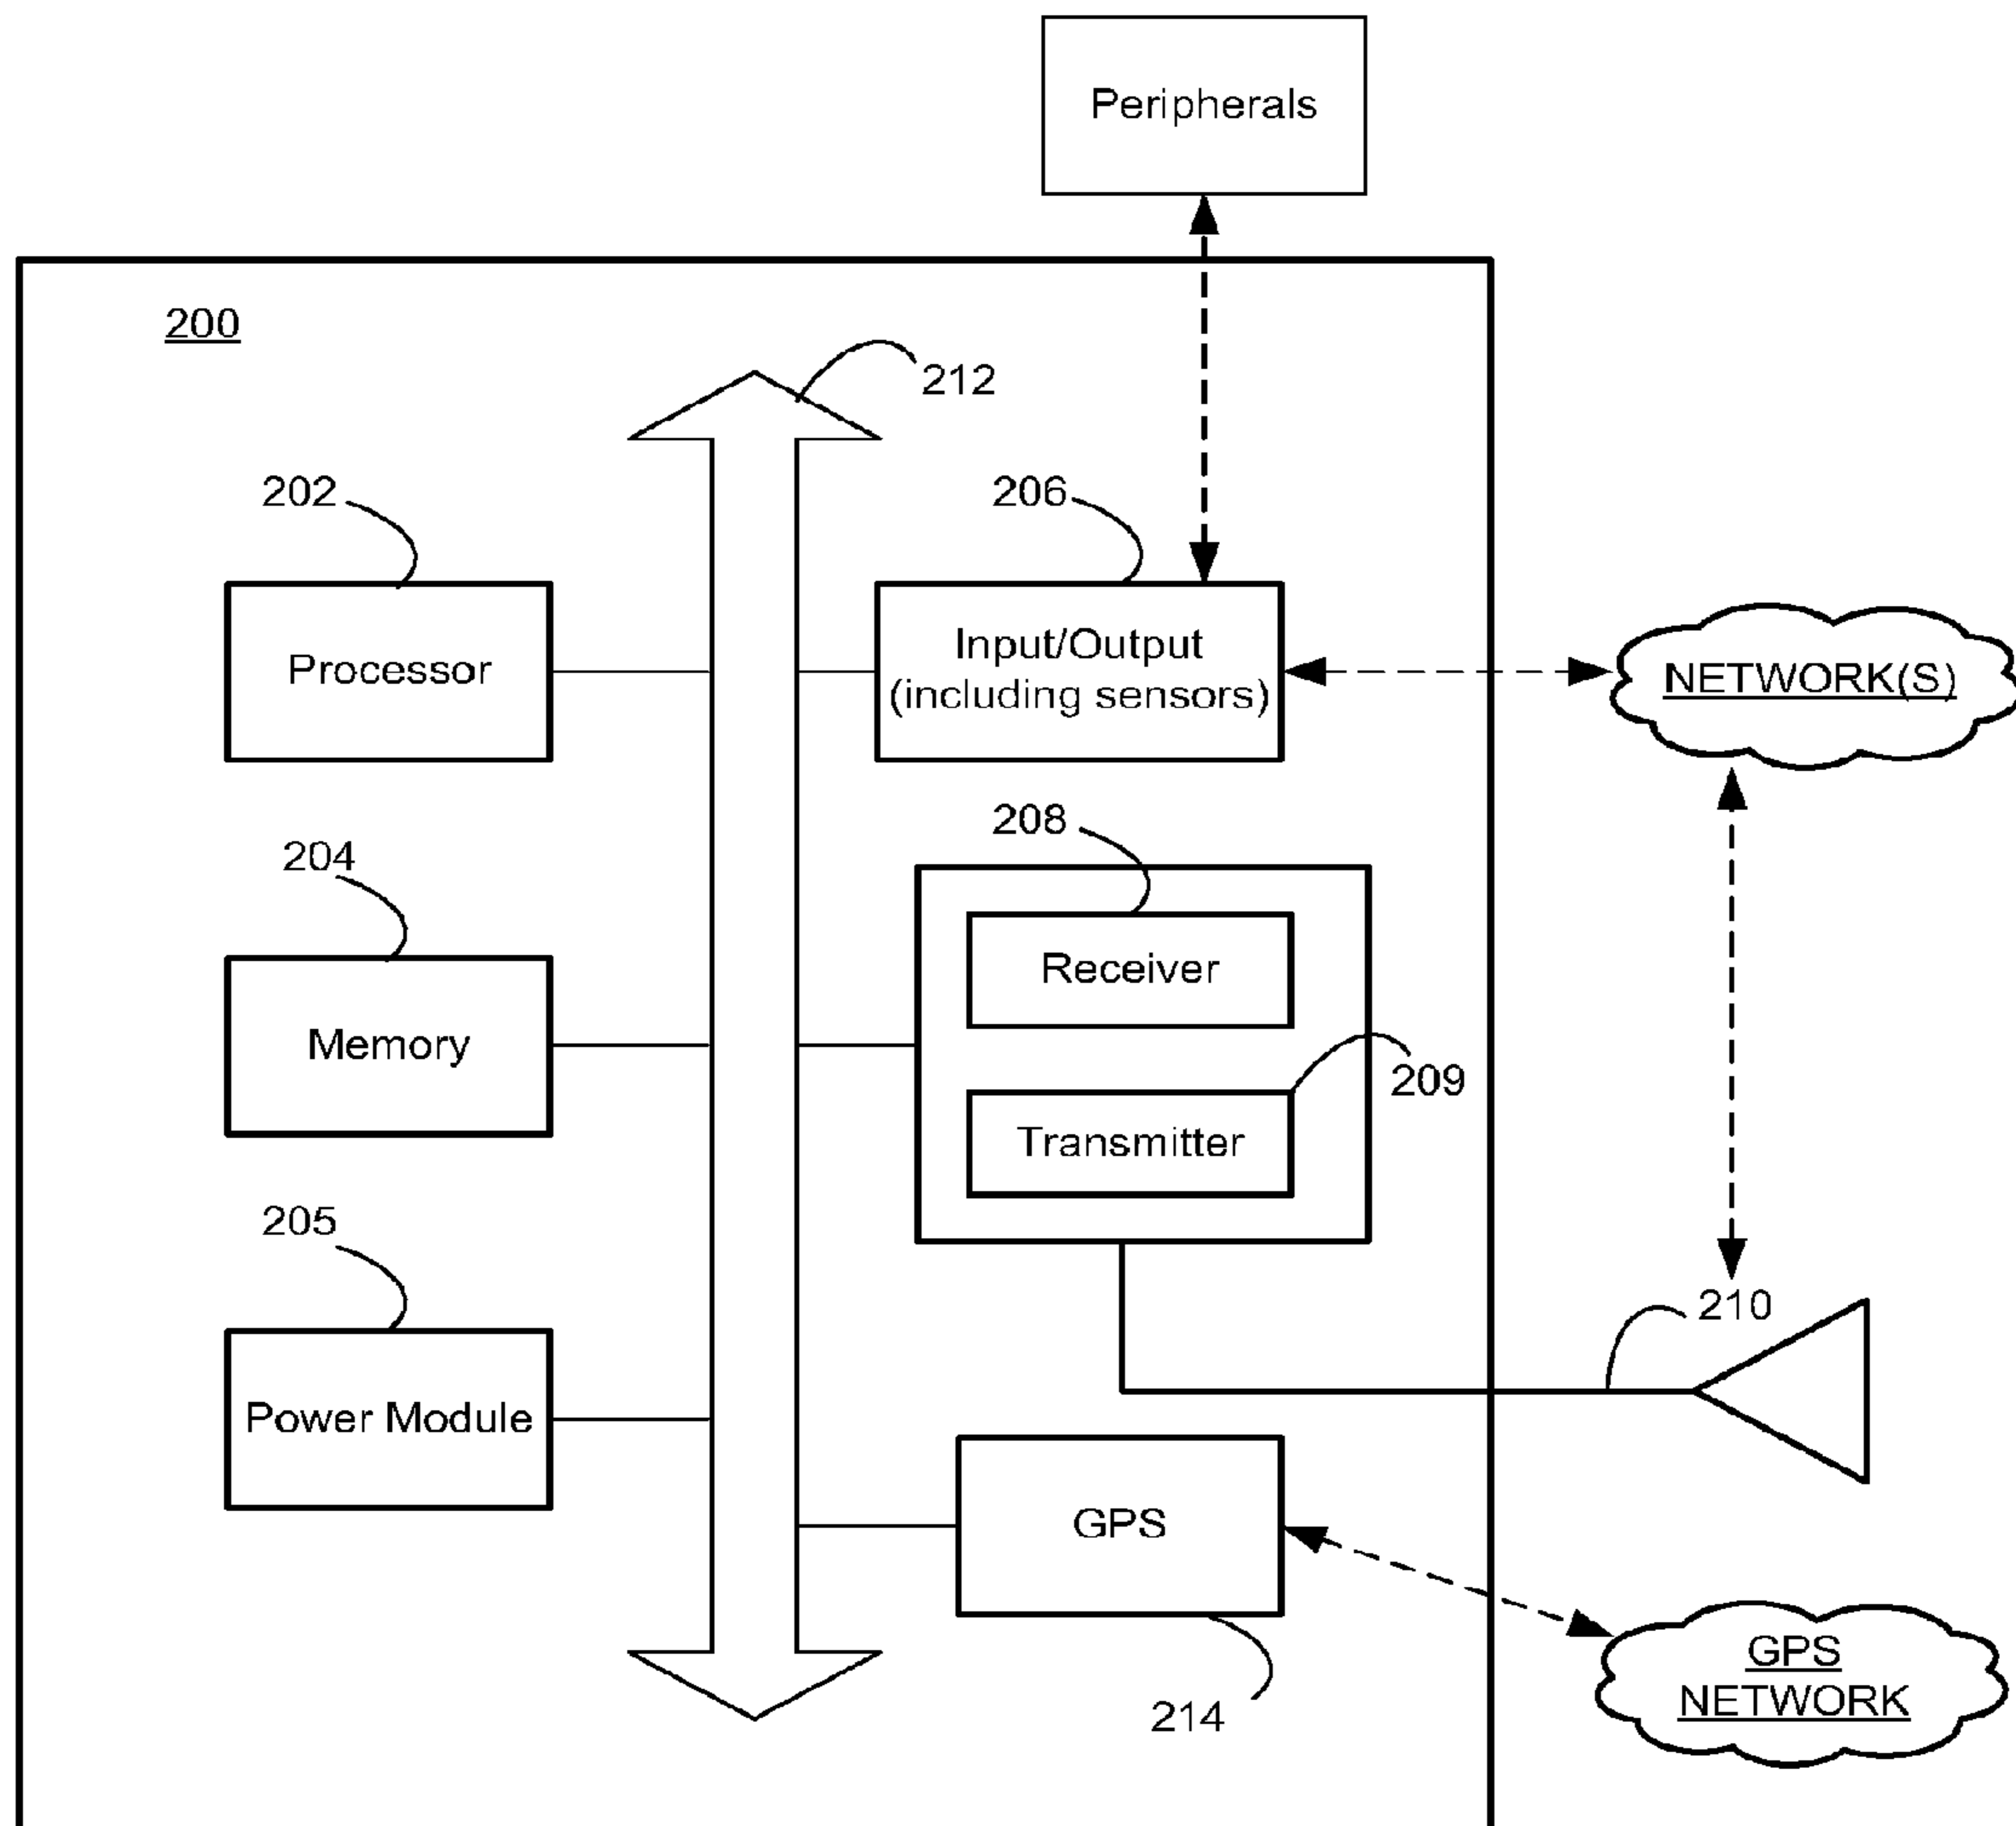 Peripherals
200
212
202
206
Processor
Input/Output
(including sensors)
NETWORK(S)
204
208
Memory
Receiver
209
Transmitter
205
210
Power Module
GPS
214
GPS
NETWORK